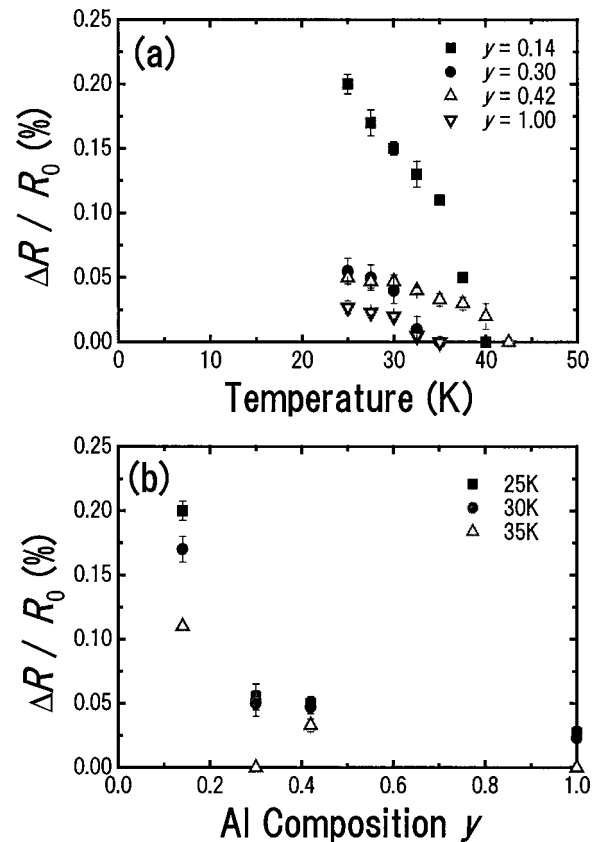 (a)
y = 0.14
y = 0.30
y = 0.42
y = 1.00
0.25
0.20
0.15
0.10
0.05
0.00
ΔR / R0 (%)
0 10 20 30 40 50
Temperature (K)
(b)
25K
30K
35K
0.25
0.20
0.15
0.10
0.05
0.00
ΔR / R0 (%)
0.0 0.2 0.4 0.6 0.8 1.0
Al Composition y